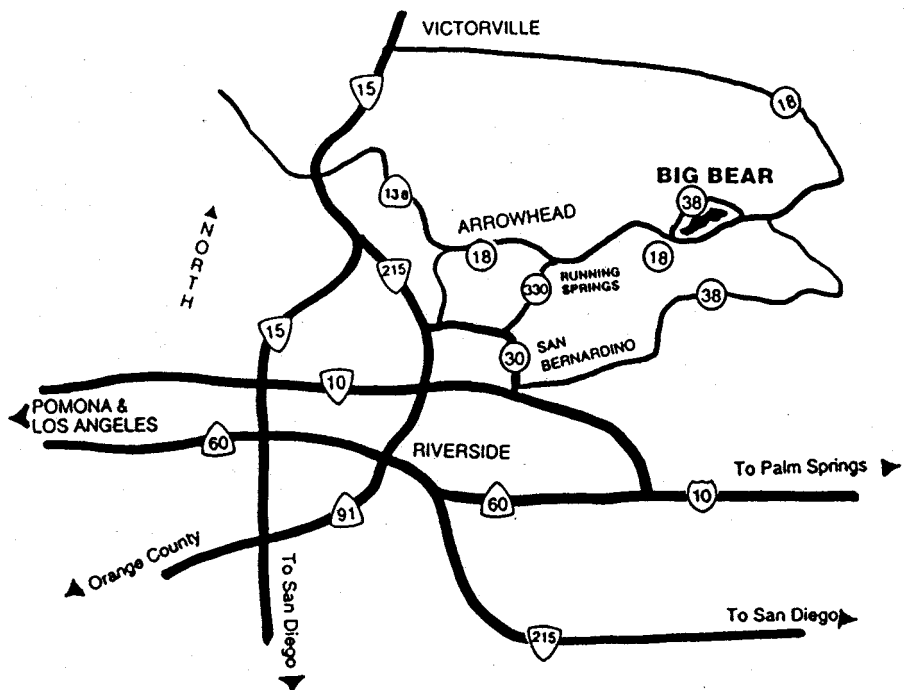 VICTORVILLE
15
18
BIG BEAR
38
138
ARROWHEAD
NORTH
18
18
215
RUNNING
SPRINGS
330
38
15
SAN
BERNARDINO
30
10
POMONA &
LOS ANGELES
60
RIVERSIDE
To Palm Springs
60
10
91
Orange County
To San Diego
To San Diego
215